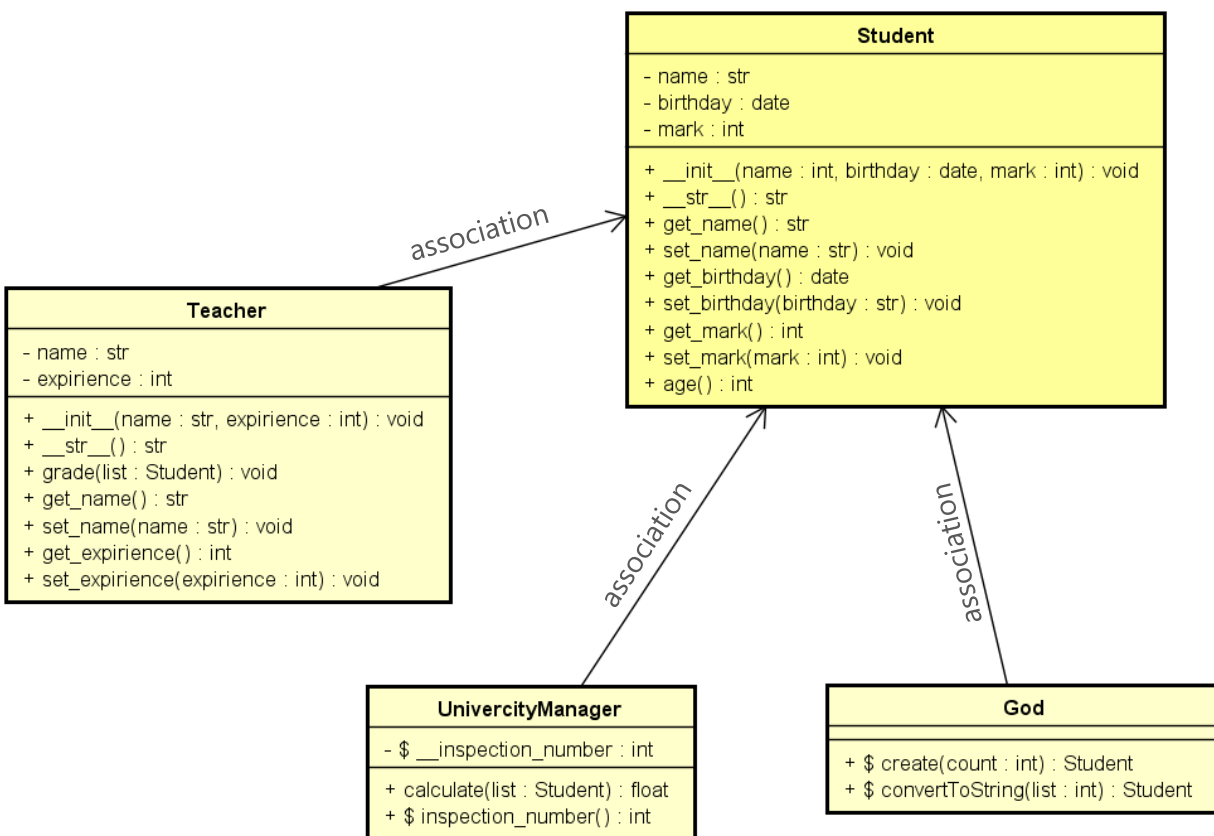 Student
- name : str
- birthday : date
- mark : int
+ __init__(name : int, birthday : date, mark : int) : void
+ __str__() : str
+ get_name() : str
+ set_name(name : str) : void
+ get_birthday() : date
+ set_birthday(birthday : str) : void
+ get_mark() : int
+ set_mark(mark : int) : void
+ age() : int
association
Teacher
- name : str
- expirience : int
+ __init__(name : str, expirience : int) : void
+ __str__() : str
+ grade(list : Student) : void
+ get_name() : str
+ set_name(name : str) : void
+ get_expirience() : int
+ set_expirience(expirience : int) : void
association
association
UnivercityManager
- $ __inspection_number : int
+ calculate(list : Student) : float
+ $ inspection_number() : int
God
+ $ create(count : int) : Student
+ $ convertToString(list : int) : Student